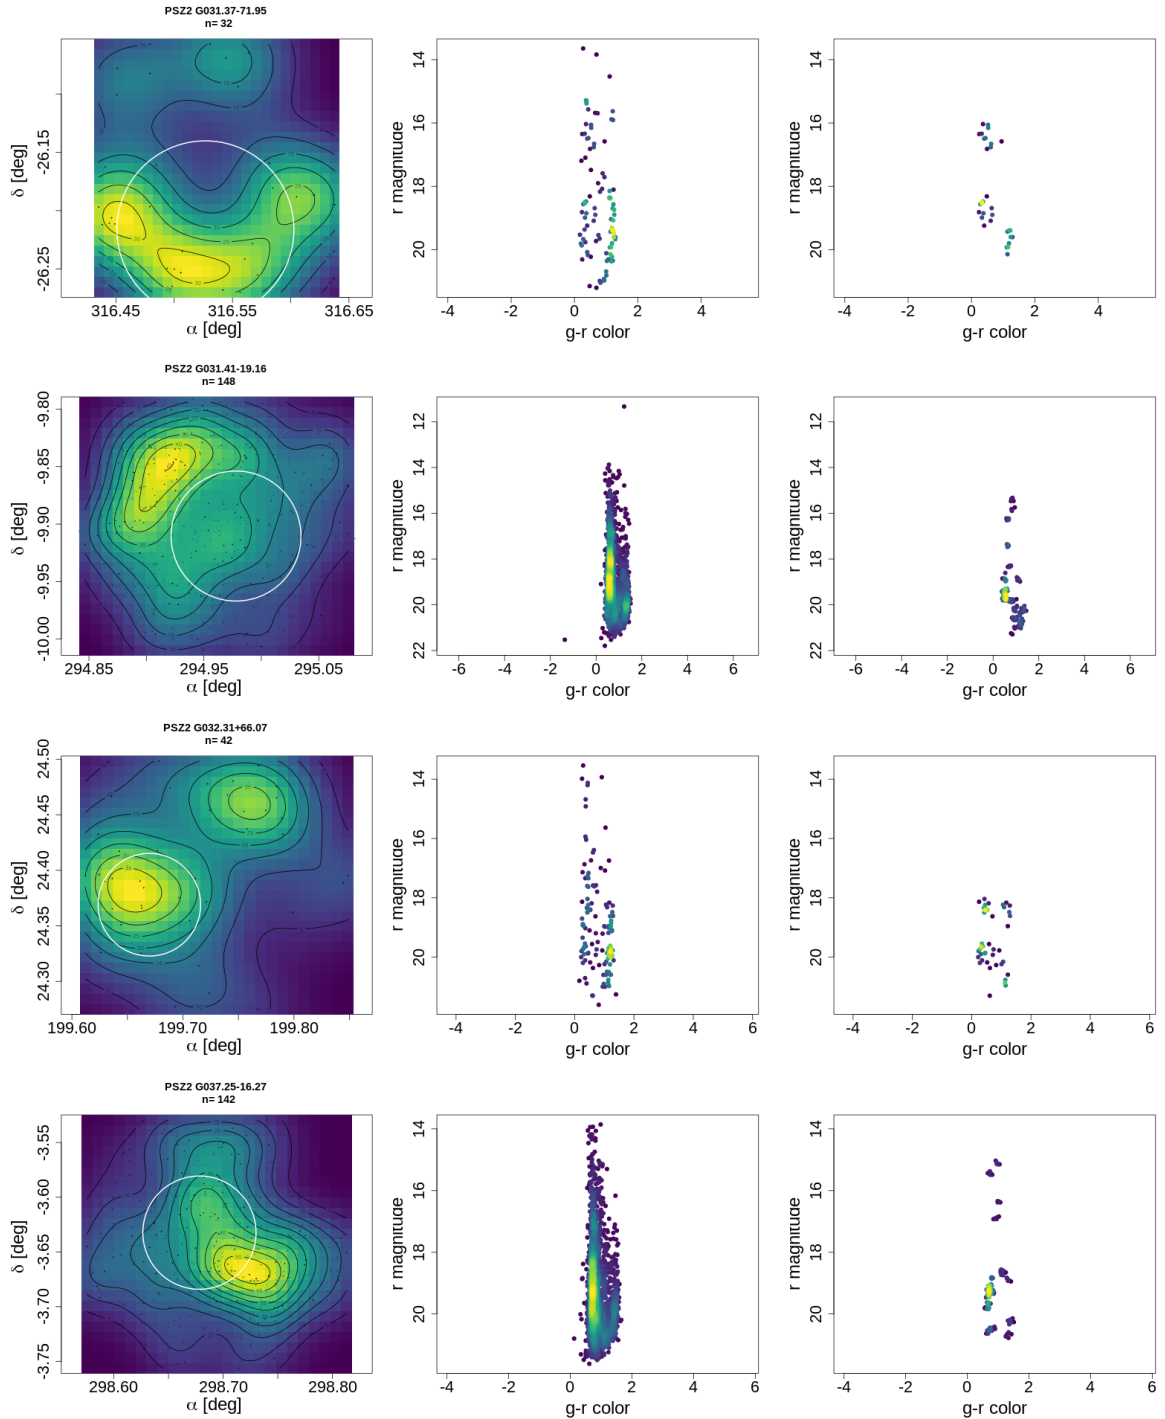 PSZ2 G031.37-71.95
n= 32
δ [deg]
-26.15
-26.25
316.45 316.55 316.65
α [deg]
r magnitude
14
16
18
20
-4 -2 0 2 4
g-r color
r magnitude
14
16
18
20
-4 -2 0 2 4
g-r color
PSZ2 G031.41-19.16
n= 148
δ [deg]
-9.80
-9.85
-9.90
-9.95
-10.00
294.85 294.95 295.05
α [deg]
r magnitude
12
14
16
18
20
22
-6 -4 -2 0 2 4 6
g-r color
r magnitude
12
14
16
18
20
22
-6 -4 -2 0 2 4 6
g-r color
PSZ2 G032.31+66.07
n= 42
δ [deg]
24.50
24.45
24.40
24.35
24.30
199.60 199.70 199.80
α [deg]
r magnitude
14
16
18
20
-4 -2 0 2 4 6
g-r color
r magnitude
14
16
18
20
-4 -2 0 2 4 6
g-r color
PSZ2 G037.25-16.27
n= 142
δ [deg]
-3.55
-3.60
-3.65
-3.70
-3.75
298.60 298.70 298.80
α [deg]
r magnitude
14
16
18
20
-4 -2 0 2 4 6
g-r color
r magnitude
14
16
18
20
-4 -2 0 2 4 6
g-r color